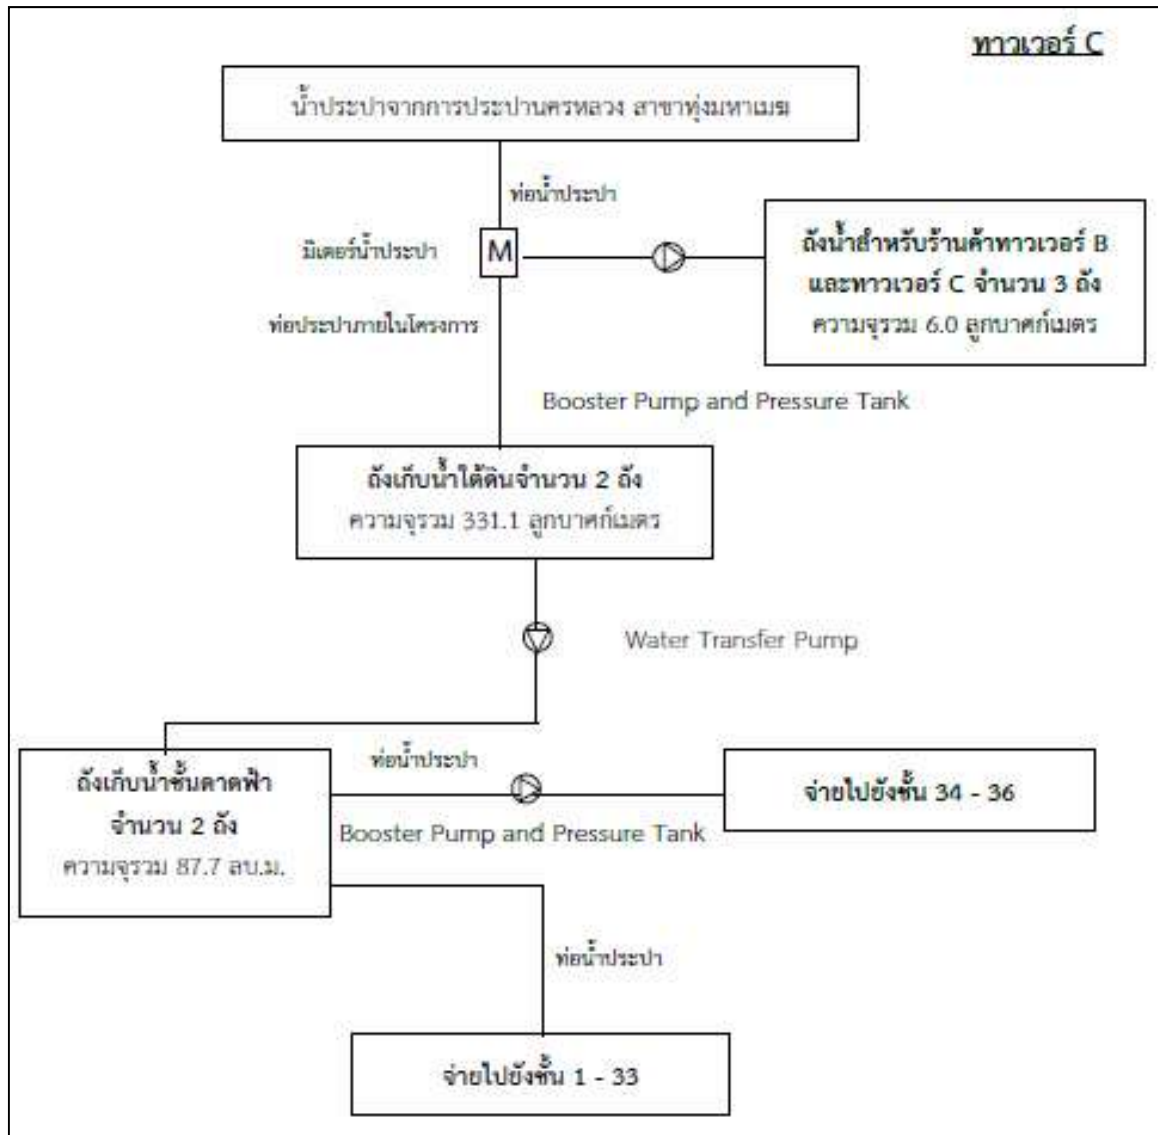 ทาวเวอร์ C
น้ำประปาจากการประปานครหลวง สาขาทุ่งมหาเมฆ
ท่อน้ำประปา
มิเตอร์น้ำประปา
M
ถังน้ำสำหรับร้านค้าทาวเวอร์ B
และทาวเวอร์ C จำนวน 3 ถัง
ความจุรวม 6.0 ลูกบาศก์เมตร
ท่อประปาภายในโครงการ
Booster Pump and Pressure Tank
ถังเก็บน้ำใต้ดินจำนวน 2 ถัง
ความจุรวม 331.1 ลูกบาศก์เมตร
Water Transfer Pump
ถังเก็บน้ำชั้นดาดฟ้า
จำนวน 2 ถัง
ความจุรวม 87.7 ลบ.ม.
ท่อน้ำประปา
Booster Pump and Pressure Tank
จ่ายไปยังชั้น 34 - 36
ท่อน้ำประปา
จ่ายไปยังชั้น 1 - 33